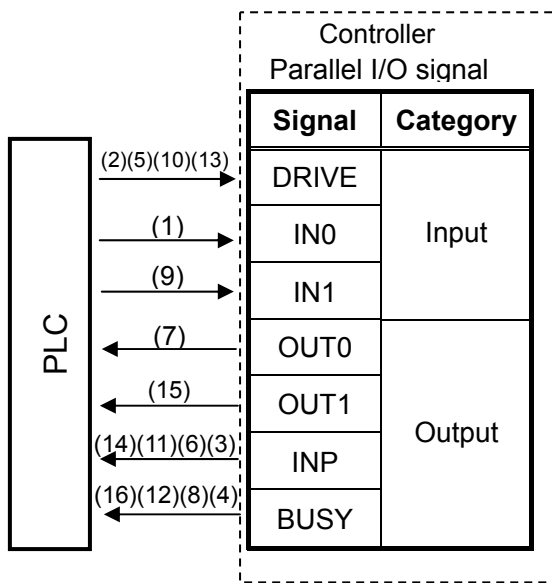 Controller
Parallel I/O signal
Signal Category
(2)(5)(10)(13) DRIVE
(1) IN0 Input
(9) IN1
PLC
(7) OUT0
(15) OUT1
Output
(14)(11)(6)(3) INP
(16)(12)(8)(4) BUSY